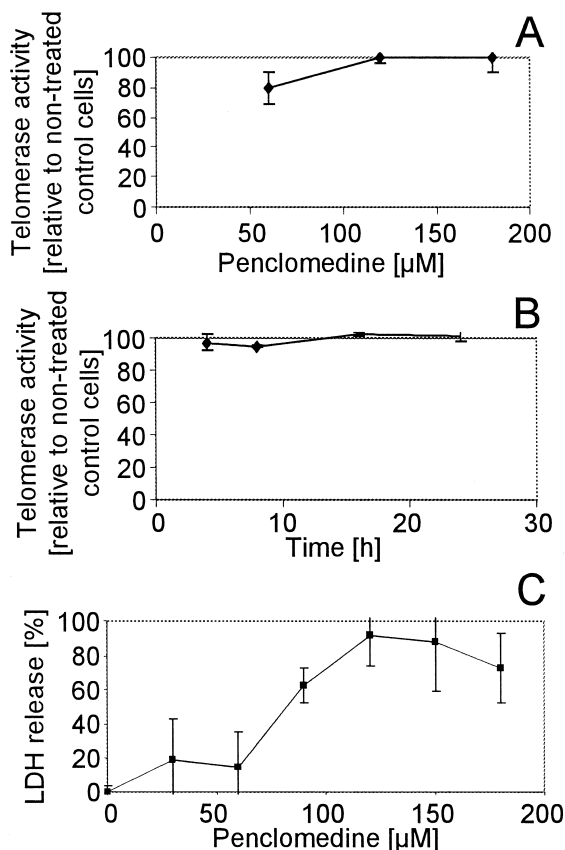 A
Telomerase activity
[relative to non-treated
control cells]
100
80
60
40
20
0
0 50 100 150 200
Penclomedine [µM]
B
Telomerase activity
[relative to non-treated
control cells]
100
80
60
40
20
0
0 10 20 30
Time [h]
C
LDH release [%]
100
80
60
40
20
0
0 50 100 150 200
Penclomedine [µM]